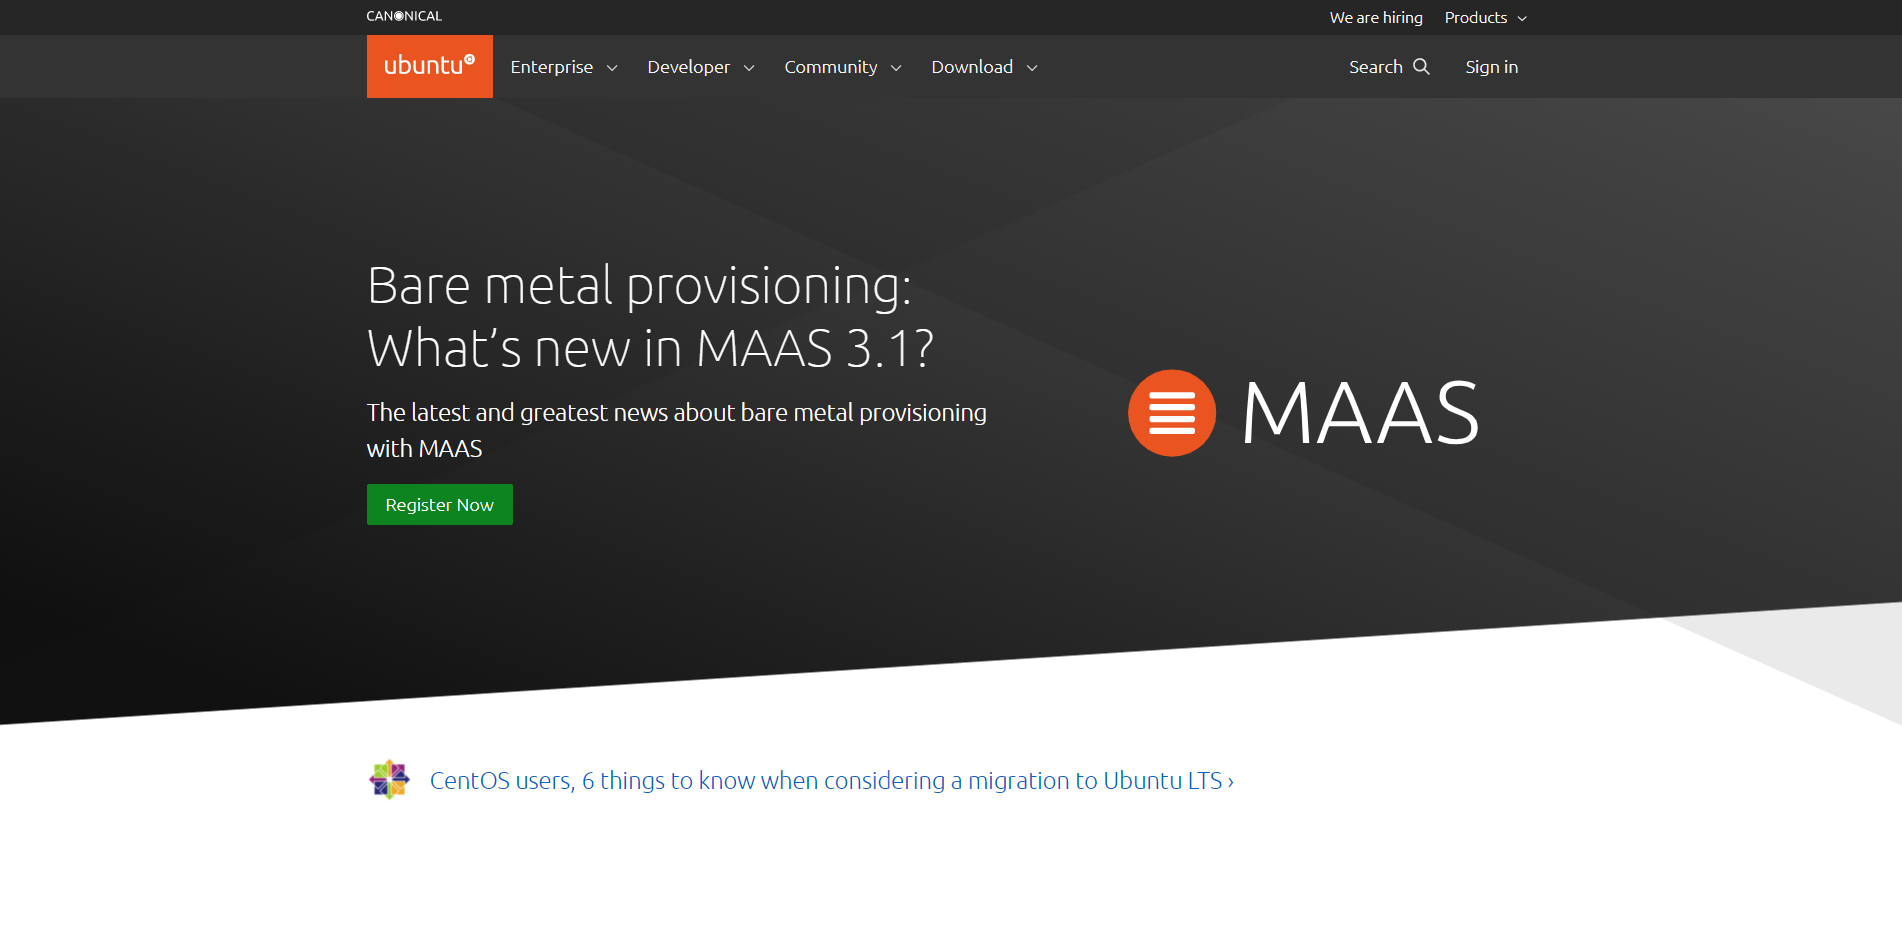 CANONICAL
We are hiring
Products
ubuntu
Enterprise
Developer
Community
Download
Search
Sign in
Bare metal provisioning:
What’s new in MAAS 3.1?
The latest and greatest news about bare metal provisioning
with MAAS
Register Now
MAAS
CentOS users, 6 things to know when considering a migration to Ubuntu LTS ›